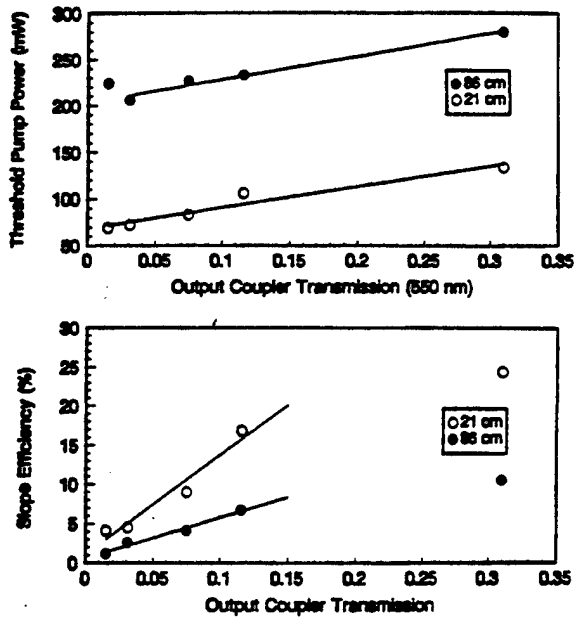 Threshold Pump Power (mW)
300
250
200
150
100
50
86 cm
21 cm
0 0.05 0.1 0.15 0.2 0.25 0.3 0.35
Output Coupler Transmission (550 nm)
Slope Efficiency (%)
30
25
20
15
10
5
0
21 cm
86 cm
0 0.05 0.1 0.15 0.2 0.25 0.3 0.35
Output Coupler Transmission